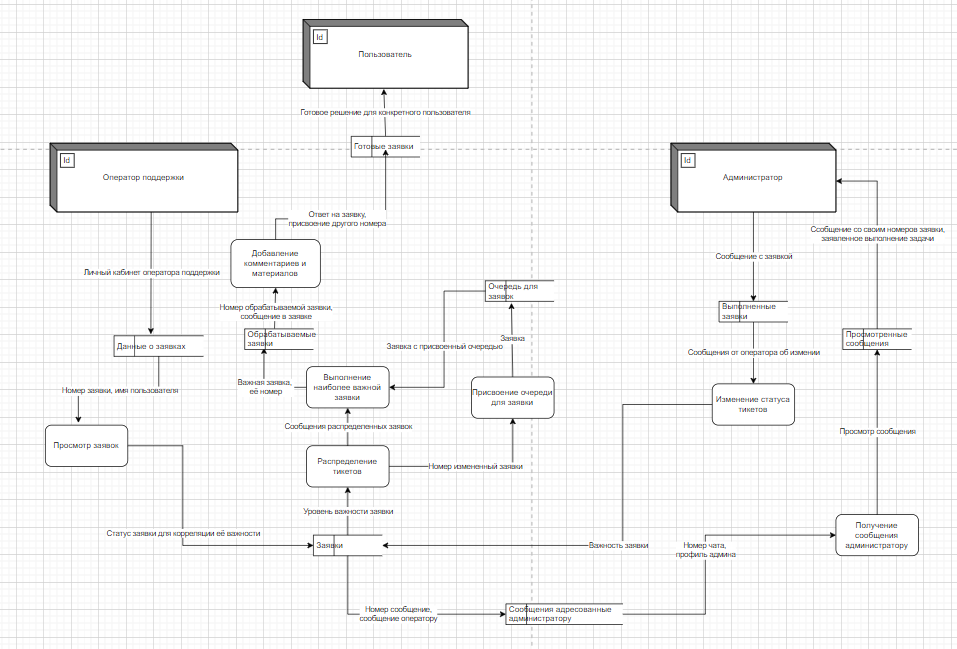 Id
Пользователь
Готовое решение для конкретного пользователя
Готовые заявки
Id
Оператор поддержки
Id
Администратор
Ответ на заявку,
присвоение другого номера
Ссообщение со своим номеров заявки,
заявленное выполнение задачи
Добавление
комментариев и
материалов
Сообщение с заявкой
Личный кабинет оператора поддержки
Очередь для
заявок
Номер обрабатываемой заявки,
сообщение в заявке
Выполненные
заявки
Обрабатываемые
заявки
Заявка
Просмотренные
сообщения
Данные о заявках
Заявка с присвоенный очередью
Сообщения от оператора об измении
Важная заявка,
её номер
Выполнение
наиболее важной
заявки
Номер заявки, имя пользователя
Присвоение очереди
для заявки
Изменение статуса
тикетов
Сообщения распределенных заявок
Просмотр сообщения
Просмотр заявок
Распределение
тикетов
Номер измененный заявки
Уровень важности заявки
Получение
сообщения
администратору
Статус заявки для корреляции её важности
Заявки
Важность заявки
Номер чата,
профиль админа
Номер сообщение,
сообщение оператору
Сообщения адресованные
администратору